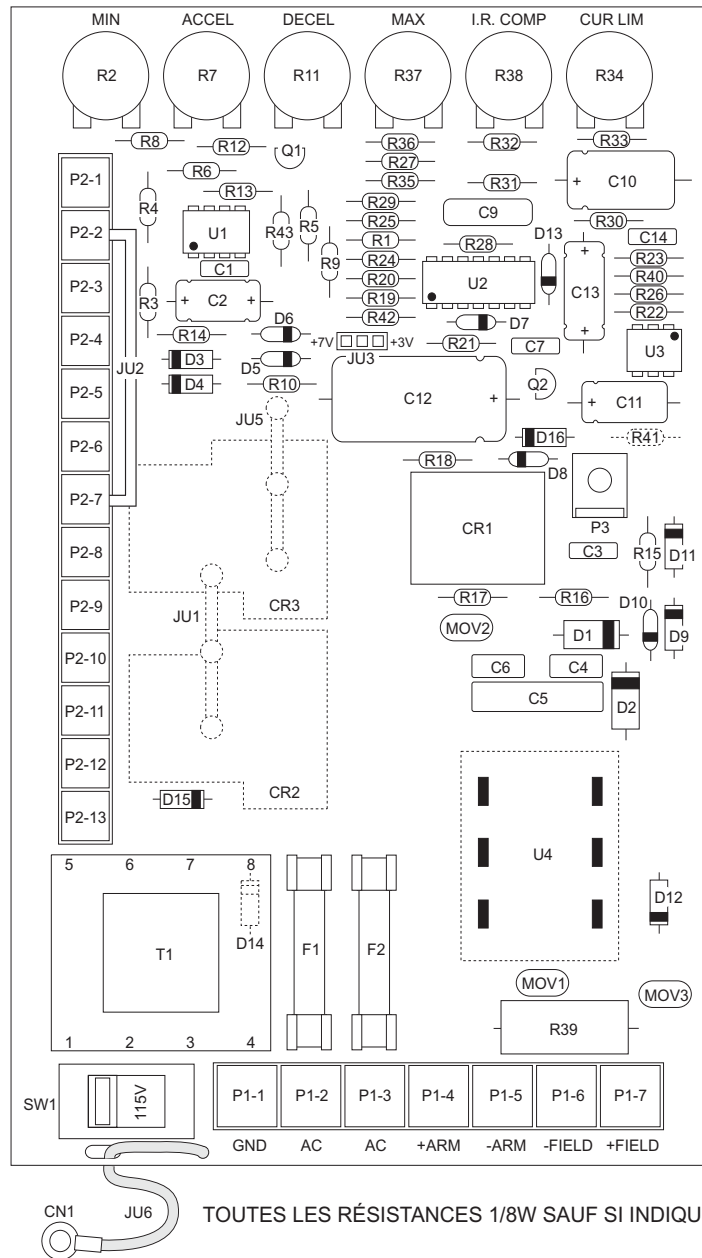 MIN ACCEL DECEL MAX I.R. COMP CUR LIM
R2 R7 R11 R37 R38 R34
R8 R12 Q1 R36 R32 R33
R27
P2-1 R6 R35 R31 C10
R13
R4 R29 C9
P2-2 U1 R43 R5 R25 R30
R1 D13 C14
R9 R24 R28 R23
P2-3 C1 R20 U2 C13 R40
R3 C2 R19 R26
R42 D7 R22
P2-4 R14 D6 +7V +3V R21 C7 U3
JU2 D3 D5 JU3
P2-5 D4 R10 Q2
JU5 C12 C11
P2-6 D16 R41
R18 D8
P2-7 CR1 P3
P2-8 C3 R15 D11
P2-9 JU1 CR3 R17 R16 D10
MOV2 D1 D9
P2-10 C6 C4
P2-11 C5 D2
P2-12 CR2
P2-13 D15
5 6 7 8 U4
D14 D12
T1 F1 F2
MOV1 MOV3
1 2 3 4 R39
SW1 115V P1-1 P1-2 P1-3 P1-4 P1-5 P1-6 P1-7
GND AC AC +ARM -ARM -FIELD +FIELD
CN1 JU6 TOUTES LES RÉSISTANCES 1/8W SAUF SI INDIQU